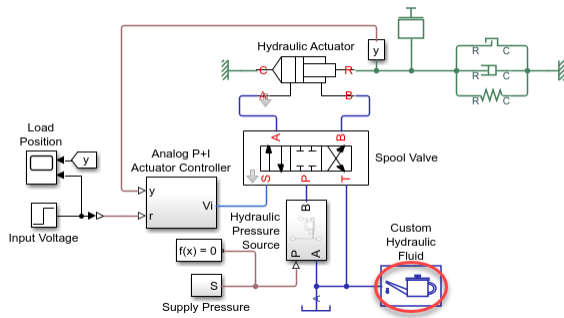 y
Hydraulic Actuator
C
R
R
C
R
C
R
C
A
B
Load
Position
y
Analog P+I
Actuator Controller
A
B
Spool Valve
S
P
T
y
r
Vi
Input Voltage
Hydraulic
Pressure
Source
B
P
A
Custom
Hydraulic
Fluid
f(x) = 0
S
Supply Pressure
A